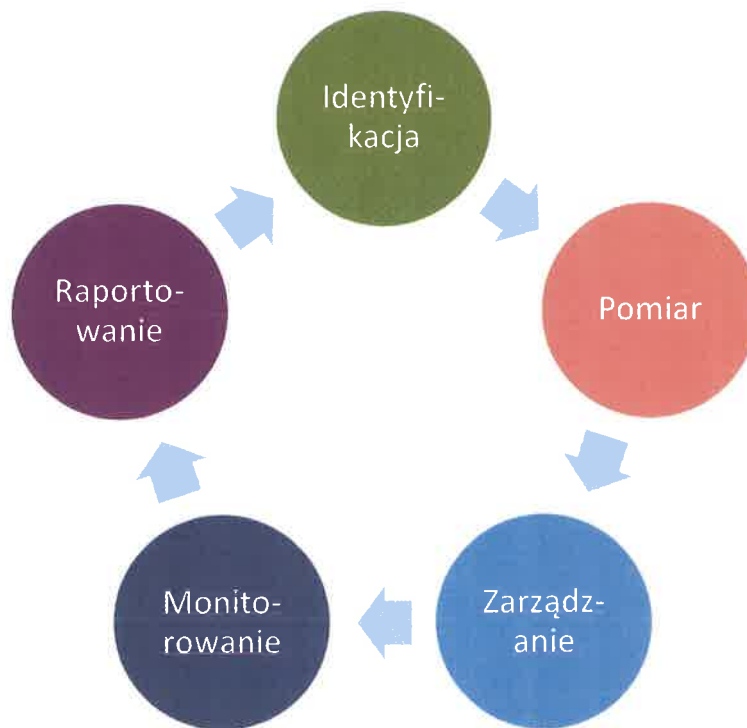 Identyfi-
kacja
Pomiar
Zarządz-
anie
Monito-
rowanie
Raporto-
wanie